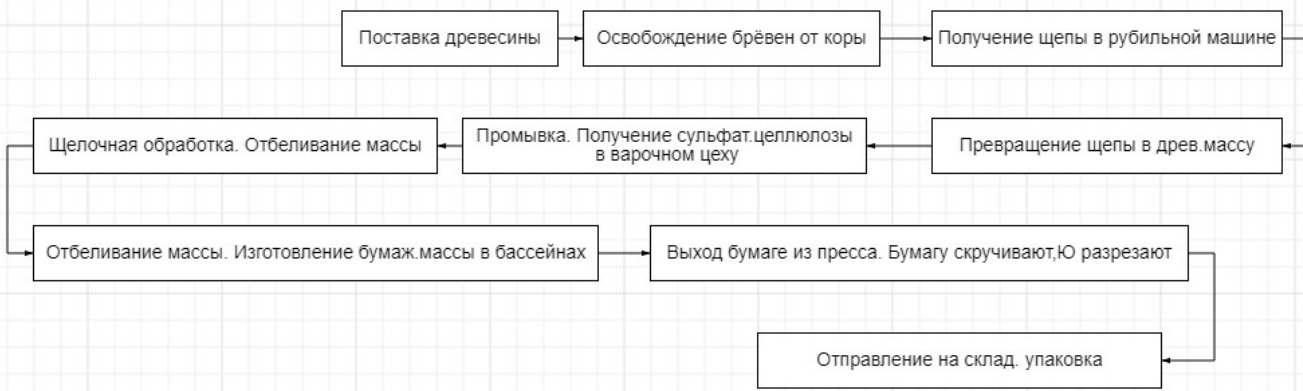 Поставка древесины
Освобождение брёвен от коры
Получение щепы в рубильной машине
Превращение щепы в древ.массу
Промывка. Получение сульфат.целлюлозы
в варочном цеху
Щелочная обработка. Отбеливание массы
Отбеливание массы. Изготовление бумаж.массы в бассейнах
Выход бумаге из пресса. Бумагу скручивают,Ю разрезают
Отправление на склад. упаковка